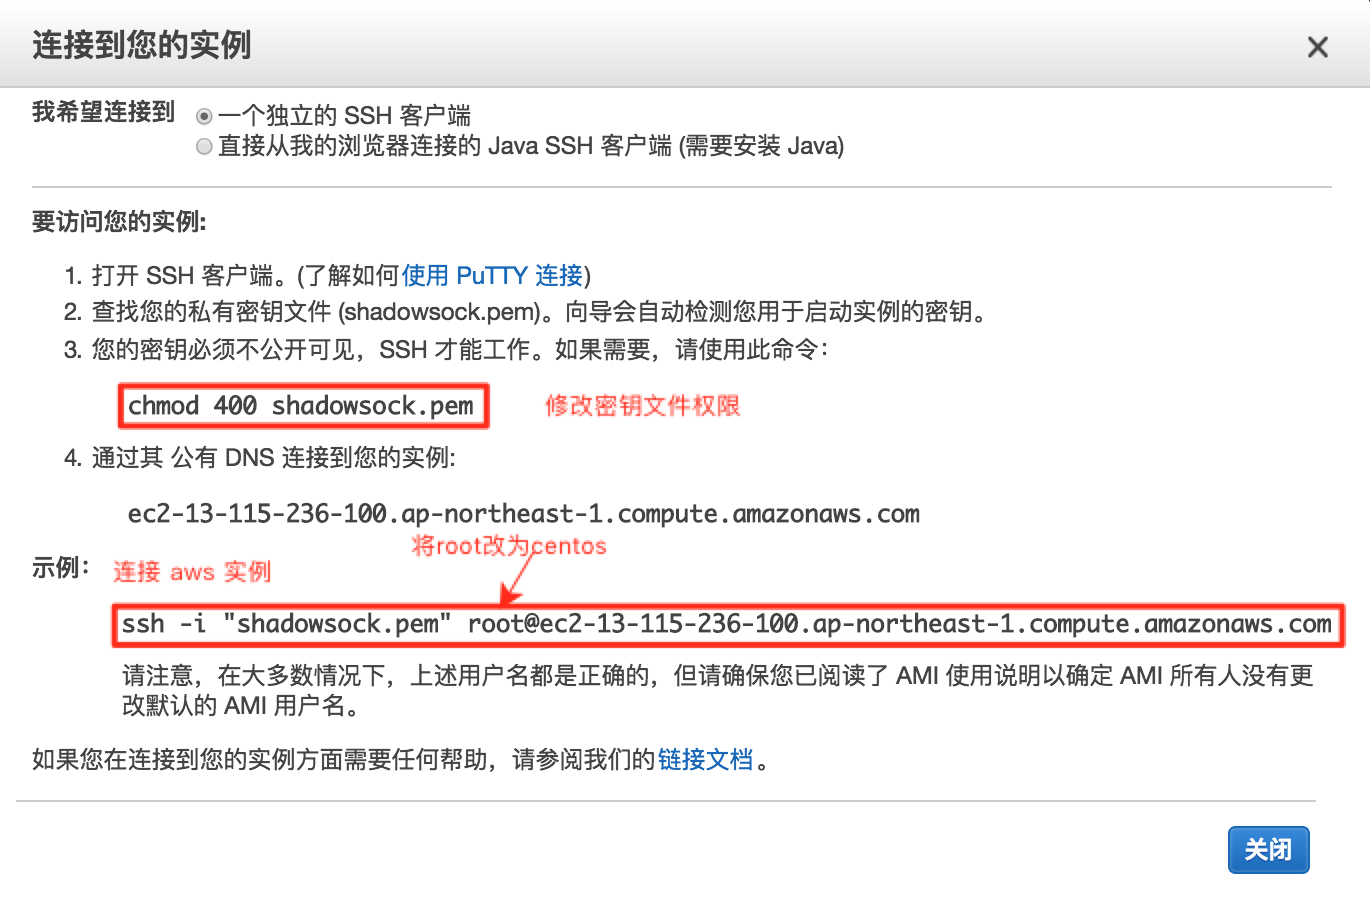 连接到您的实例
我希望连接到
一个独立的 SSH 客户端
直接从我的浏览器连接的 Java SSH 客户端 (需要安装 Java)
要访问您的实例:
1. 打开 SSH 客户端。(了解如何使用 PuTTY 连接)
2. 查找您的私有密钥文件 (shadowsock.pem)。向导会自动检测您用于启动实例的密钥。
3. 您的密钥必须不公开可见，SSH 才能工作。如果需要，请使用此命令：
chmod 400 shadowsock.pem
修改密钥文件权限
4. 通过其 公有 DNS 连接到您的实例:
ec2-13-115-236-100.ap-northeast-1.compute.amazonaws.com
将root改为centos
示例：
连接 aws 实例
ssh -i "shadowsock.pem" root@ec2-13-115-236-100.ap-northeast-1.compute.amazonaws.com
请注意，在大多数情况下，上述用户名都是正确的，但请确保您已阅读了 AMI 使用说明以确定 AMI 所有人没有更
改默认的 AMI 用户名。
如果您在连接到您的实例方面需要任何帮助，请参阅我们的链接文档。
关闭